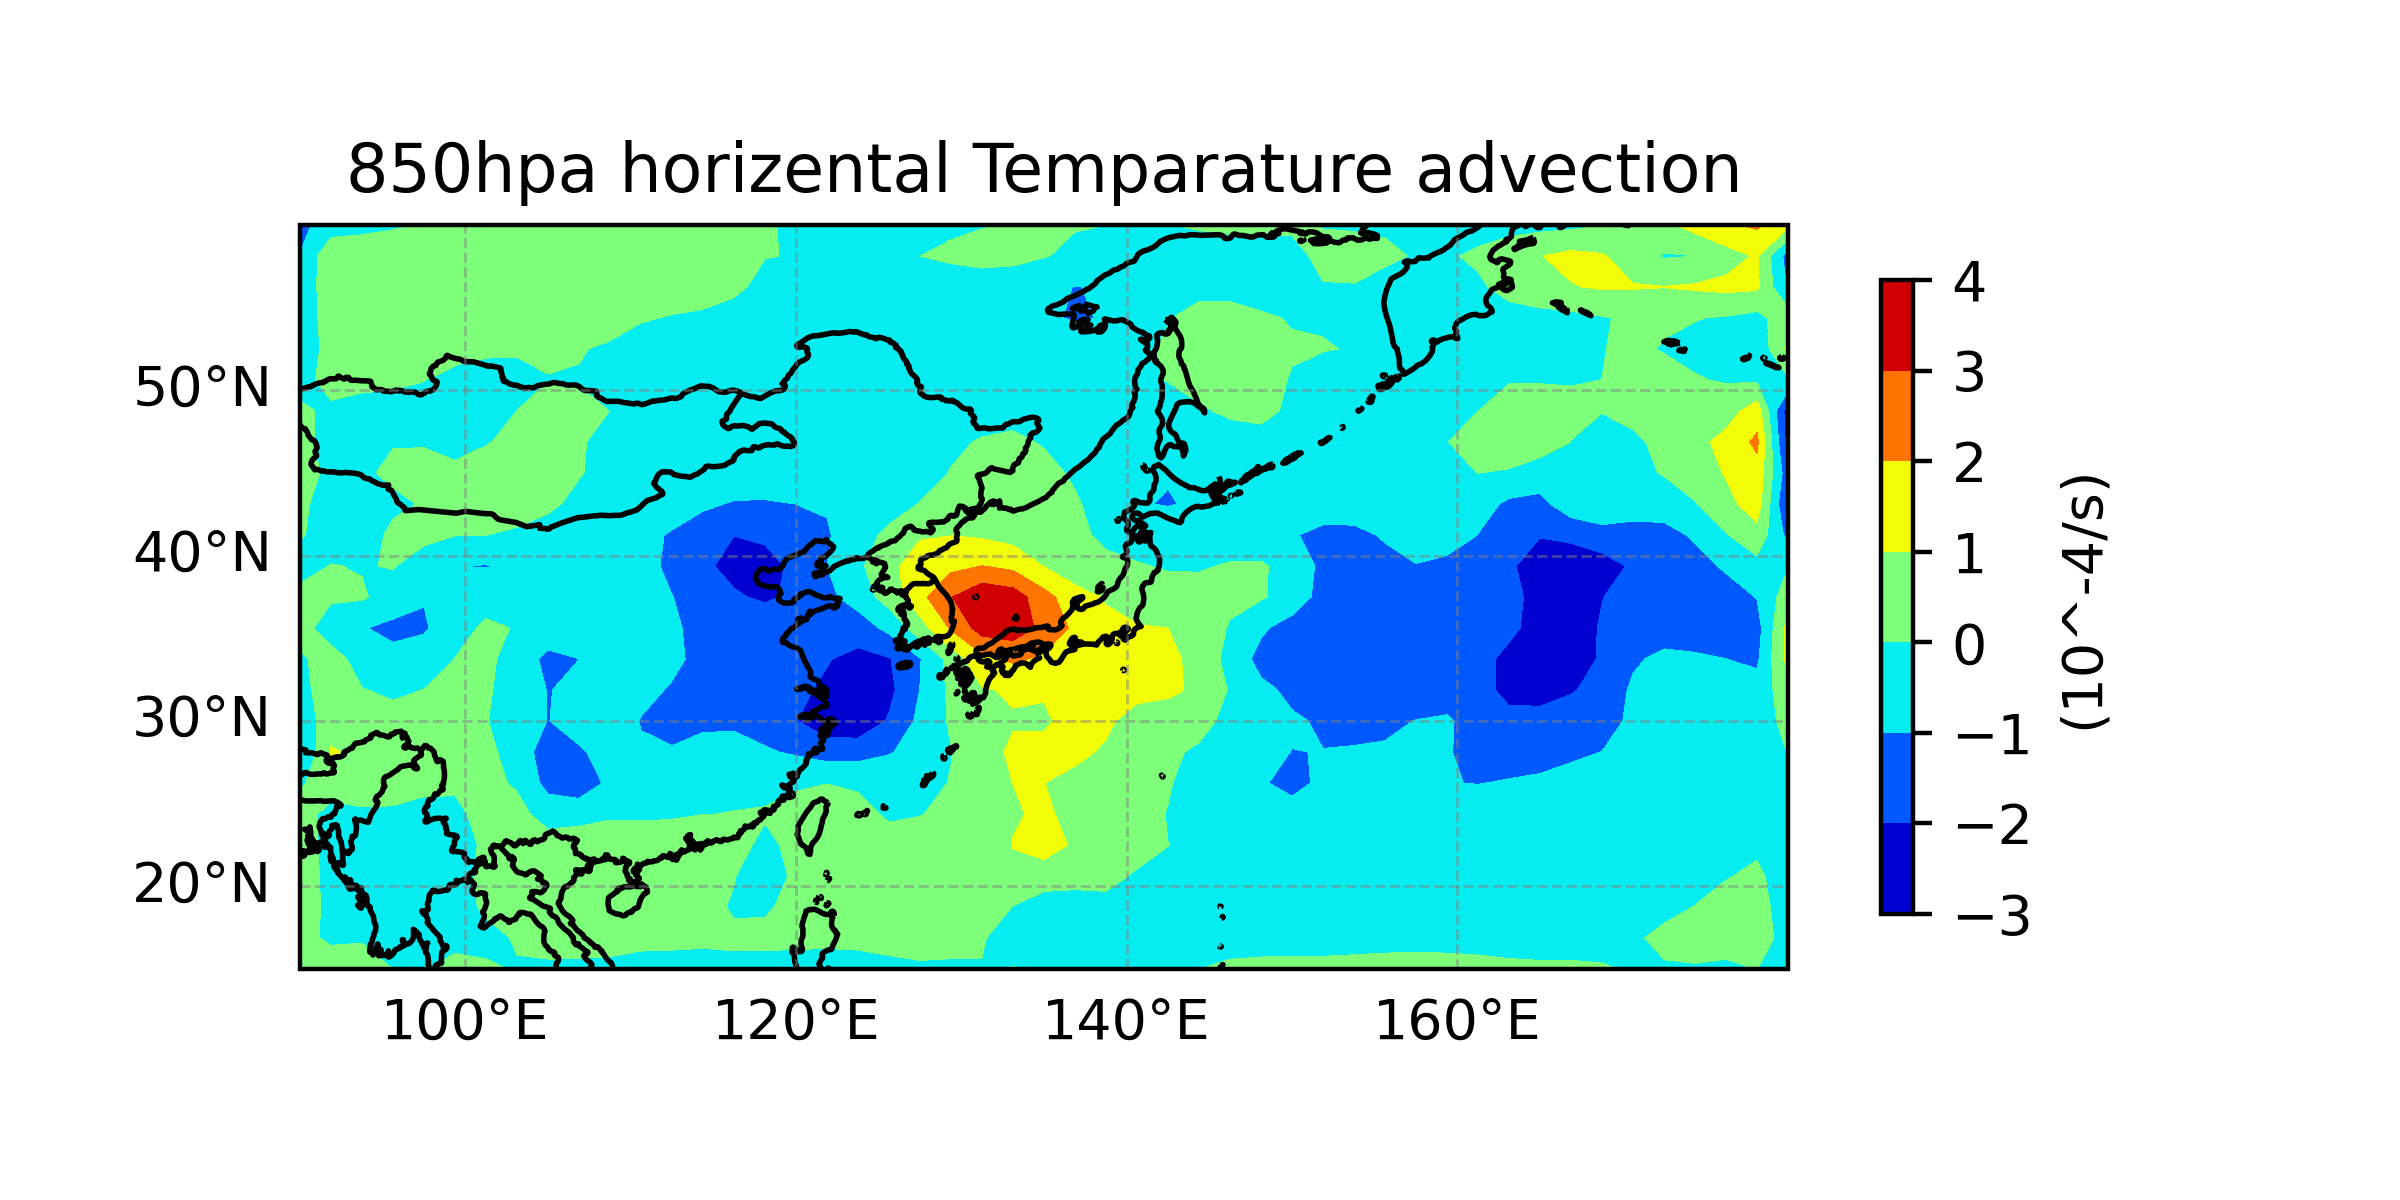 850hpa horizental Temparature advection
50°N
40°N
30°N
20°N
100°E
120°E
140°E
160°E
4
3
2
1
0
−1
−2
−3
(10^-4/s)